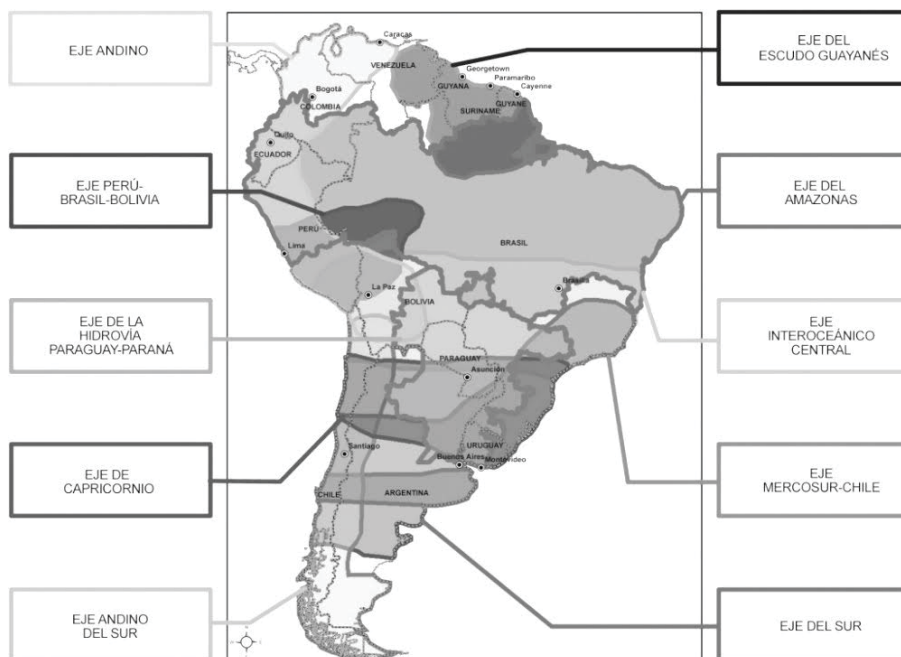 EJE ANDINO
EJE PERÚ-
BRASIL-BOLIVIA
EJE DE LA
HIDROVÍA
PARAGUAY-PARANÁ
EJE DE
CAPRICORNIO
EJE ANDINO
DEL SUR
Caracas
VENEZUELA
Georgetown
Paramaribo
GUYANA
Cayenne
Bogotá
SURINAME
GUYANE
COLOMBIA
Quito
ECUADOR
PERÚ
BRASIL
Lima
La Paz
BOLIVIA
Brasilia
PARAGUAY
Asunción
URUGUAY
Santiago
Buenos Aires
Montevideo
CHILE
ARGENTINA
EJE DEL
ESCUDO GUAYANÉS
EJE DEL
AMAZONAS
EJE
INTEROCEÁNICO
CENTRAL
EJE
MERCOSUR-CHILE
EJE DEL SUR